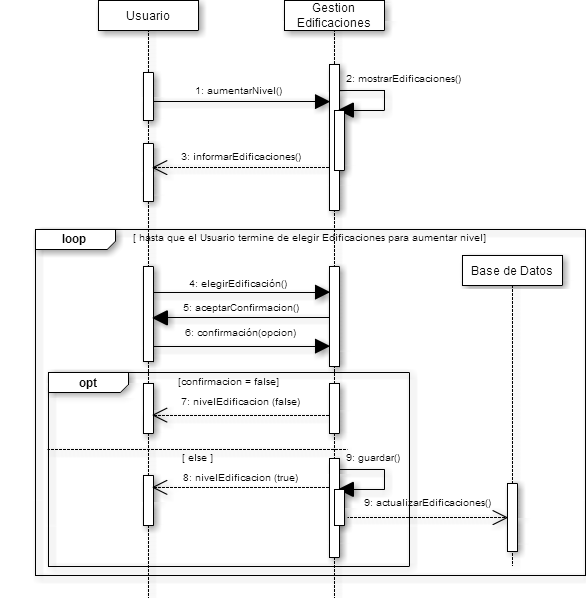 Usuario
Gestion
Edificaciones
2: mostrarEdificaciones()
1: aumentarNivel()
3: informarEdificaciones()
loop
[ hasta que el Usuario termine de elegir Edificaciones para aumentar nivel]
Base de Datos
4: elegirEdificación()
5: aceptarConfirmacion()
6: confirmación(opcion)
opt
[confirmacion = false]
7: nivelEdificacion (false)
[ else ]
9: guardar()
8: nivelEdificacion (true)
9: actualizarEdificaciones()